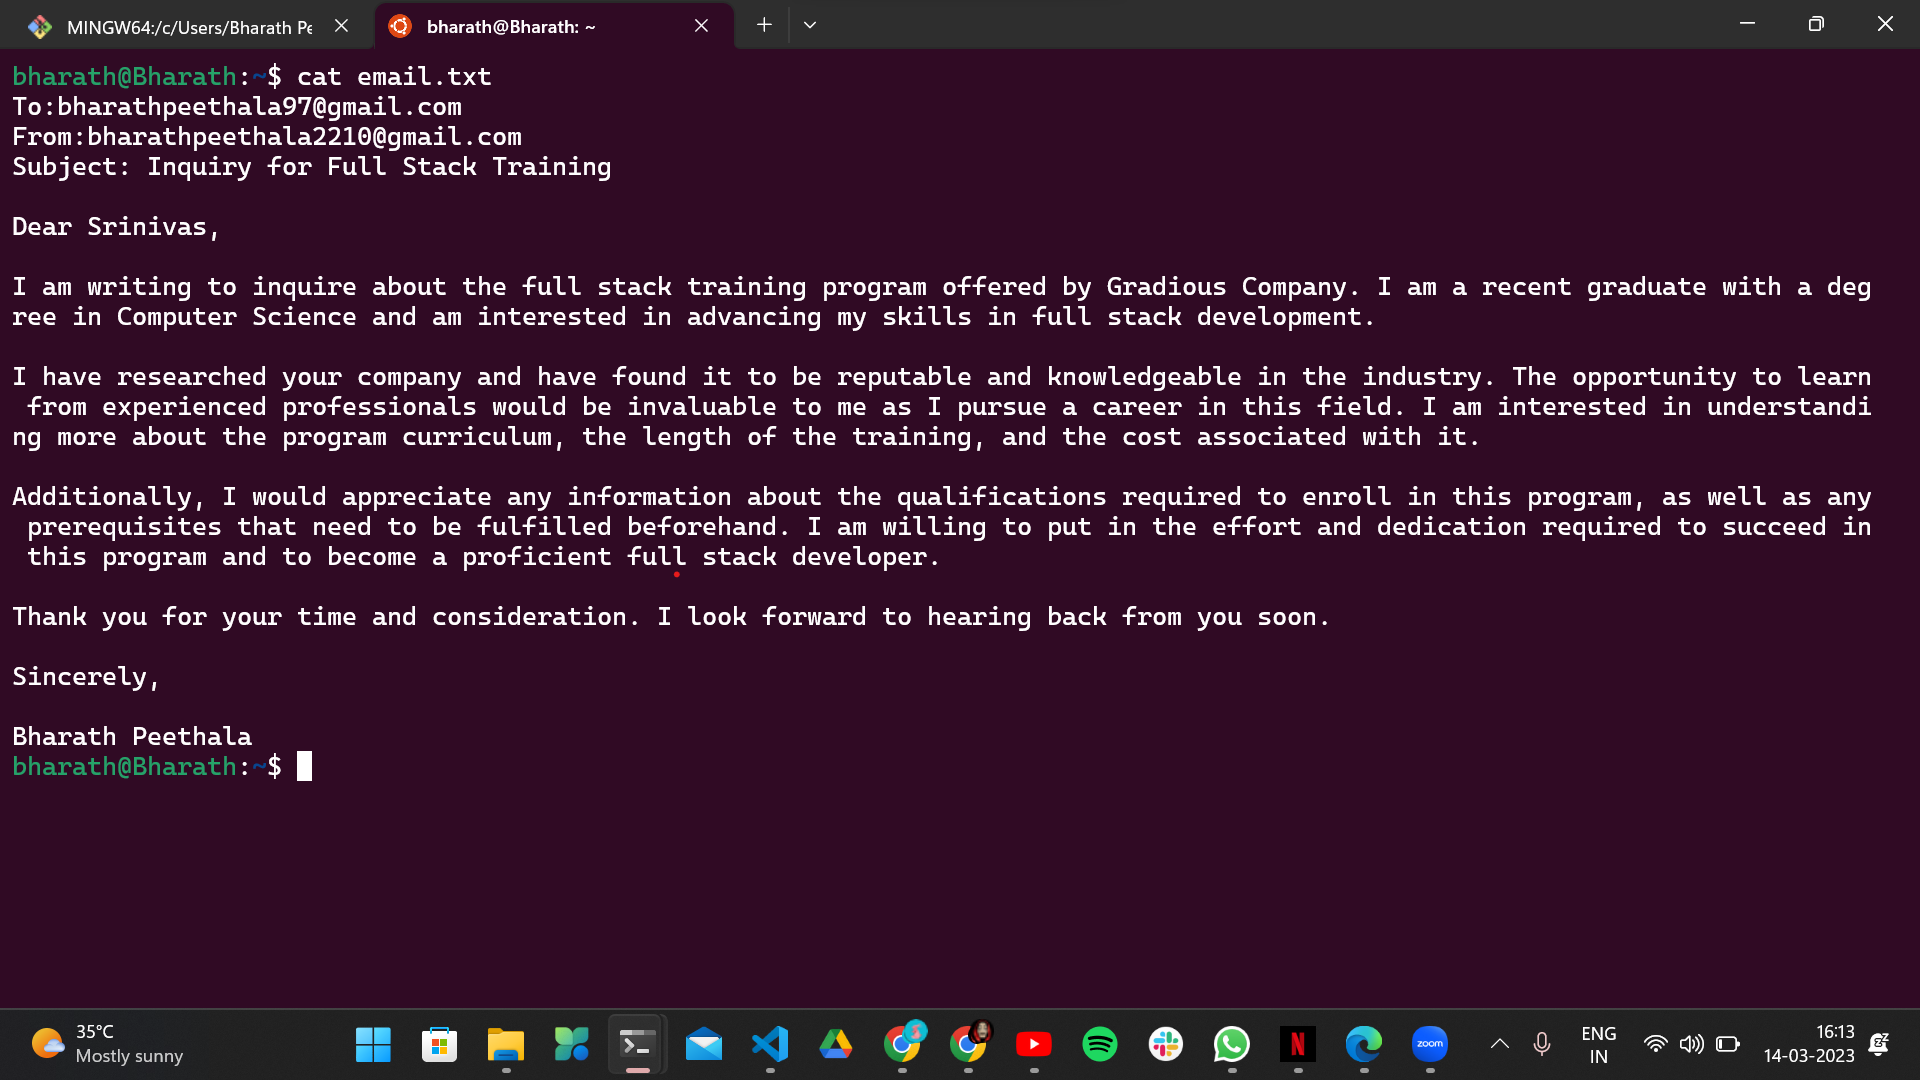 MINGW64:/c/Users/Bharath Pe
bharath@Bharath: ~
bharath@Bharath:~$ cat email.txt
To:bharathpeethala97@gmail.com
From:bharathpeethala2210@gmail.com
Subject: Inquiry for Full Stack Training
Dear Srinivas,
I am writing to inquire about the full stack training program offered by Gradious Company. I am a recent graduate with a deg
ree in Computer Science and am interested in advancing my skills in full stack development.
I have researched your company and have found it to be reputable and knowledgeable in the industry. The opportunity to learn
from experienced professionals would be invaluable to me as I pursue a career in this field. I am interested in understandi
ng more about the program curriculum, the length of the training, and the cost associated with it.
Additionally, I would appreciate any information about the qualifications required to enroll in this program, as well as any
prerequisites that need to be fulfilled beforehand. I am willing to put in the effort and dedication required to succeed in
this program and to become a proficient full stack developer.
Thank you for your time and consideration. I look forward to hearing back from you soon.
Sincerely,
Bharath Peethala
bharath@Bharath:~$
35°C
Mostly sunny
zoom
ENG
IN
16:13
14-03-2023